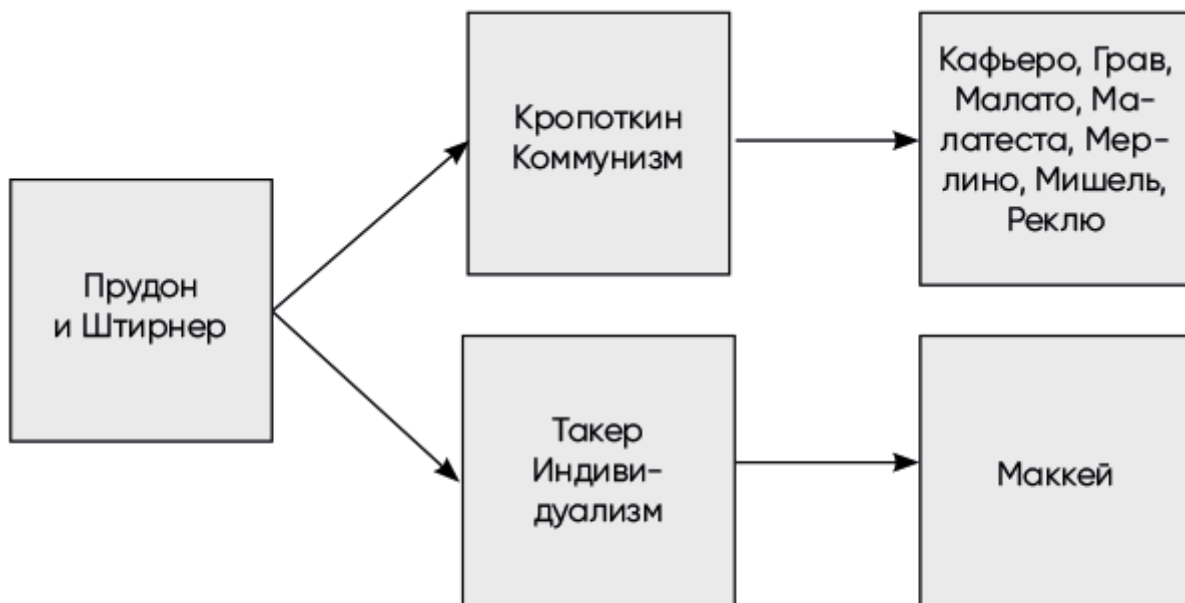 Прудон
и Штирнер
Кропоткин
Коммунизм
Кафьеро, Грав,
Малато, Ма-
латеста, Мер-
лино, Мишель,
Реклю
Такер
Индиви-
дуализм
Маккей